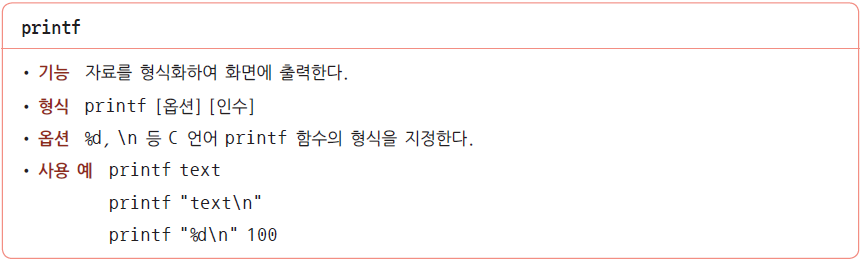 printf
• 기능 자료를 형식화하여 화면에 출력한다.
• 형식 printf [옵션] [인수]
• 옵션 %d, \n 등 C 언어 printf 함수의 형식을 지정한다.
• 사용 예 printf text
printf "text\n"
printf "%d\n" 100